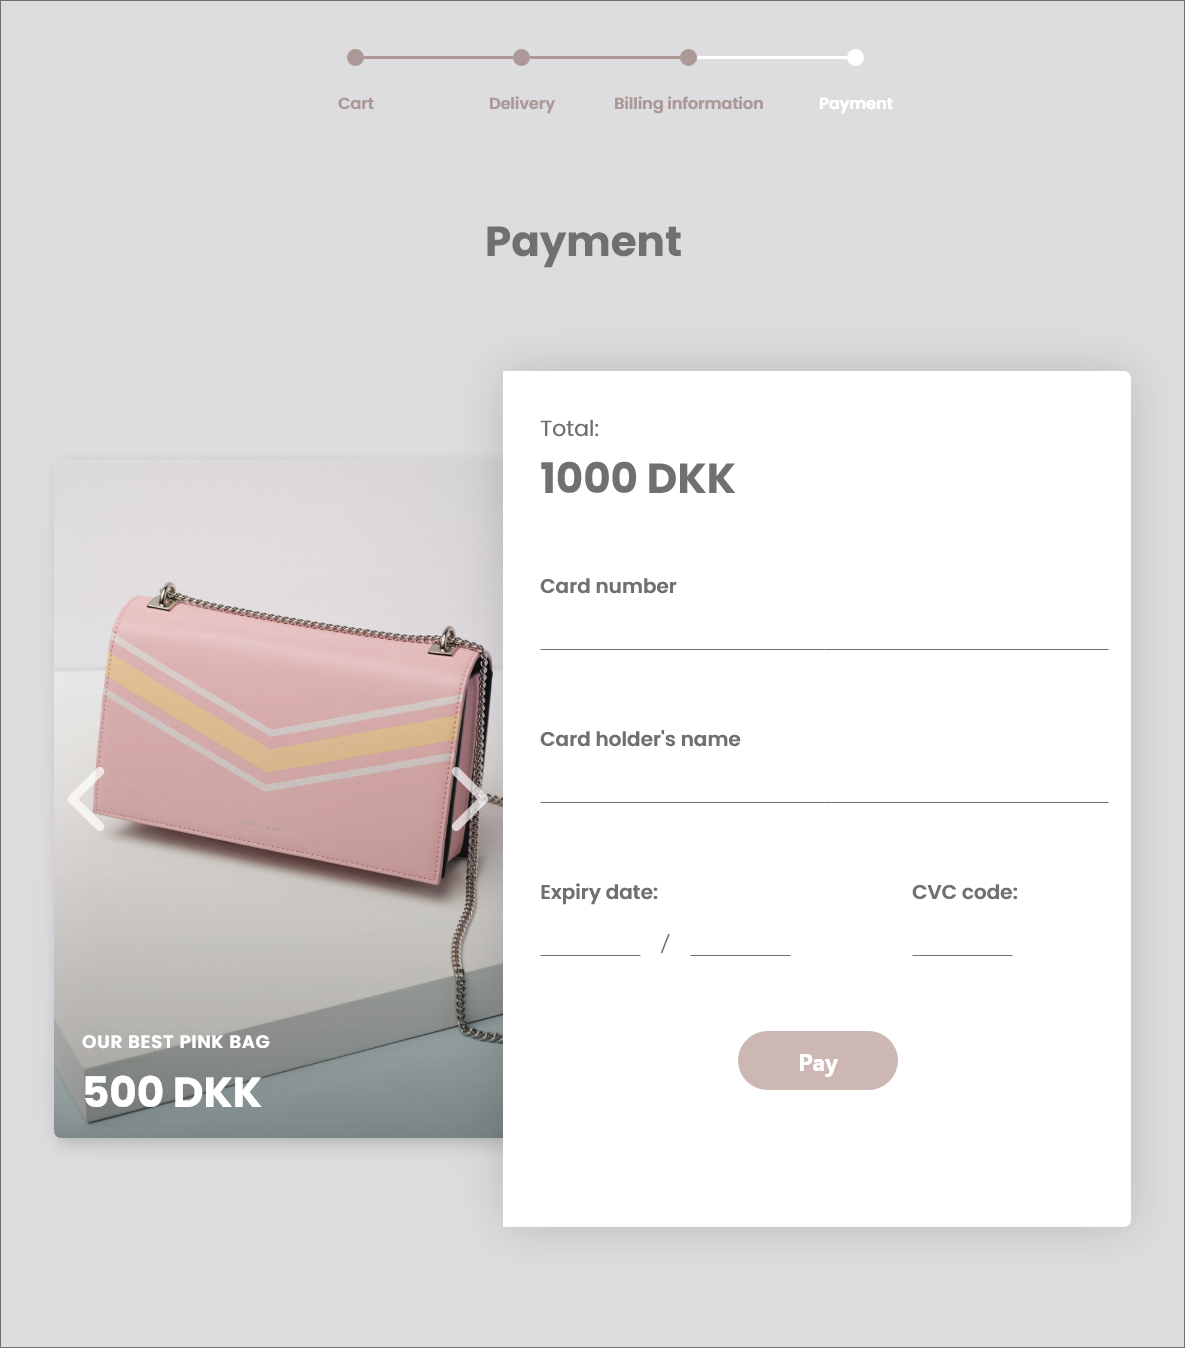 Cart
Delivery
Billing information
Payment
Payment
Total:
1000 DKK
Card number
Card holder's name
Expiry date:
CVC code:
/
Pay
OUR BEST PINK BAG
500 DKK